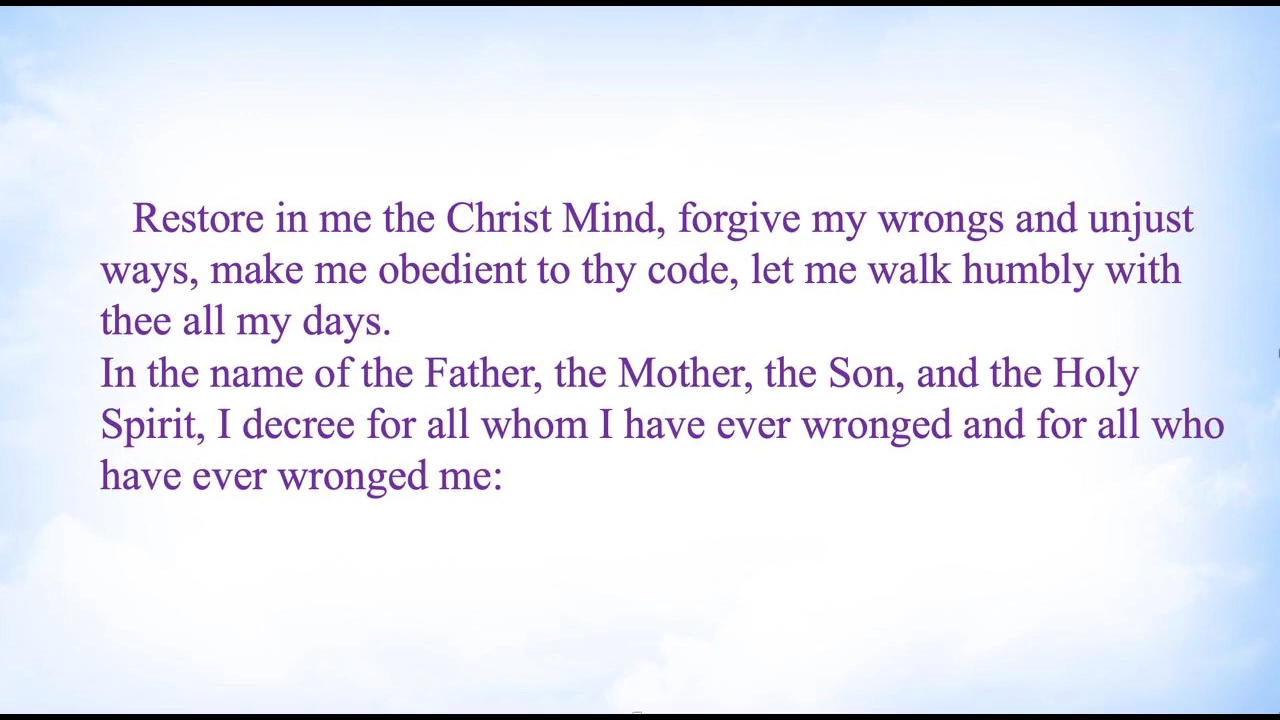 Restore in me the Christ Mind, forgive my wrongs and unjust
ways, make me obedient to thy code, let me walk humbly with
thee all my days.
In the name of the Father, the Mother, the Son, and the Holy
Spirit, I decree for all whom I have ever wronged and for all who
have ever wronged me: